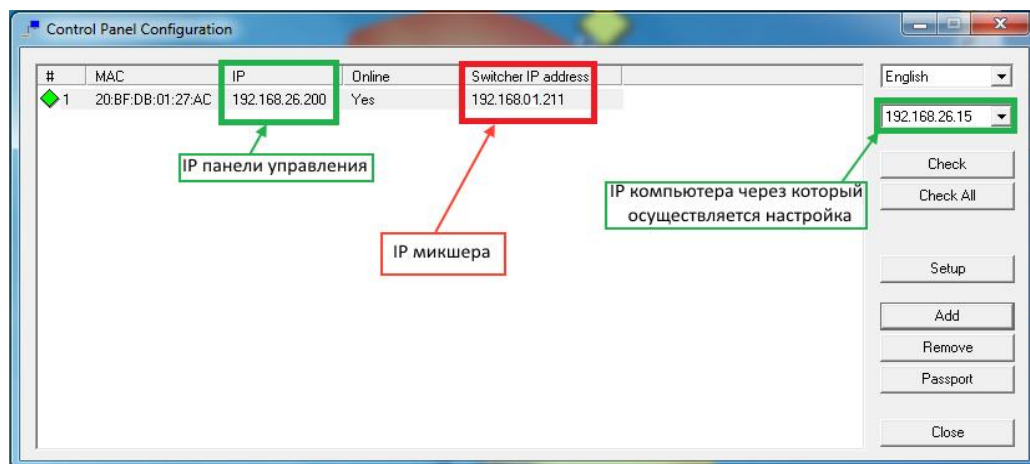 Control Panel Configuration
# MAC IP Online Switcher IP address
1 20:BF:DB:01:27:AC 192.168.26.200 Yes 192.168.01.211
English
192.168.26.15
IP панели управления
IP компьютера через который
осуществляется настройка
IP микшера
Check
Check All
Setup
Add
Remove
Passport
Close